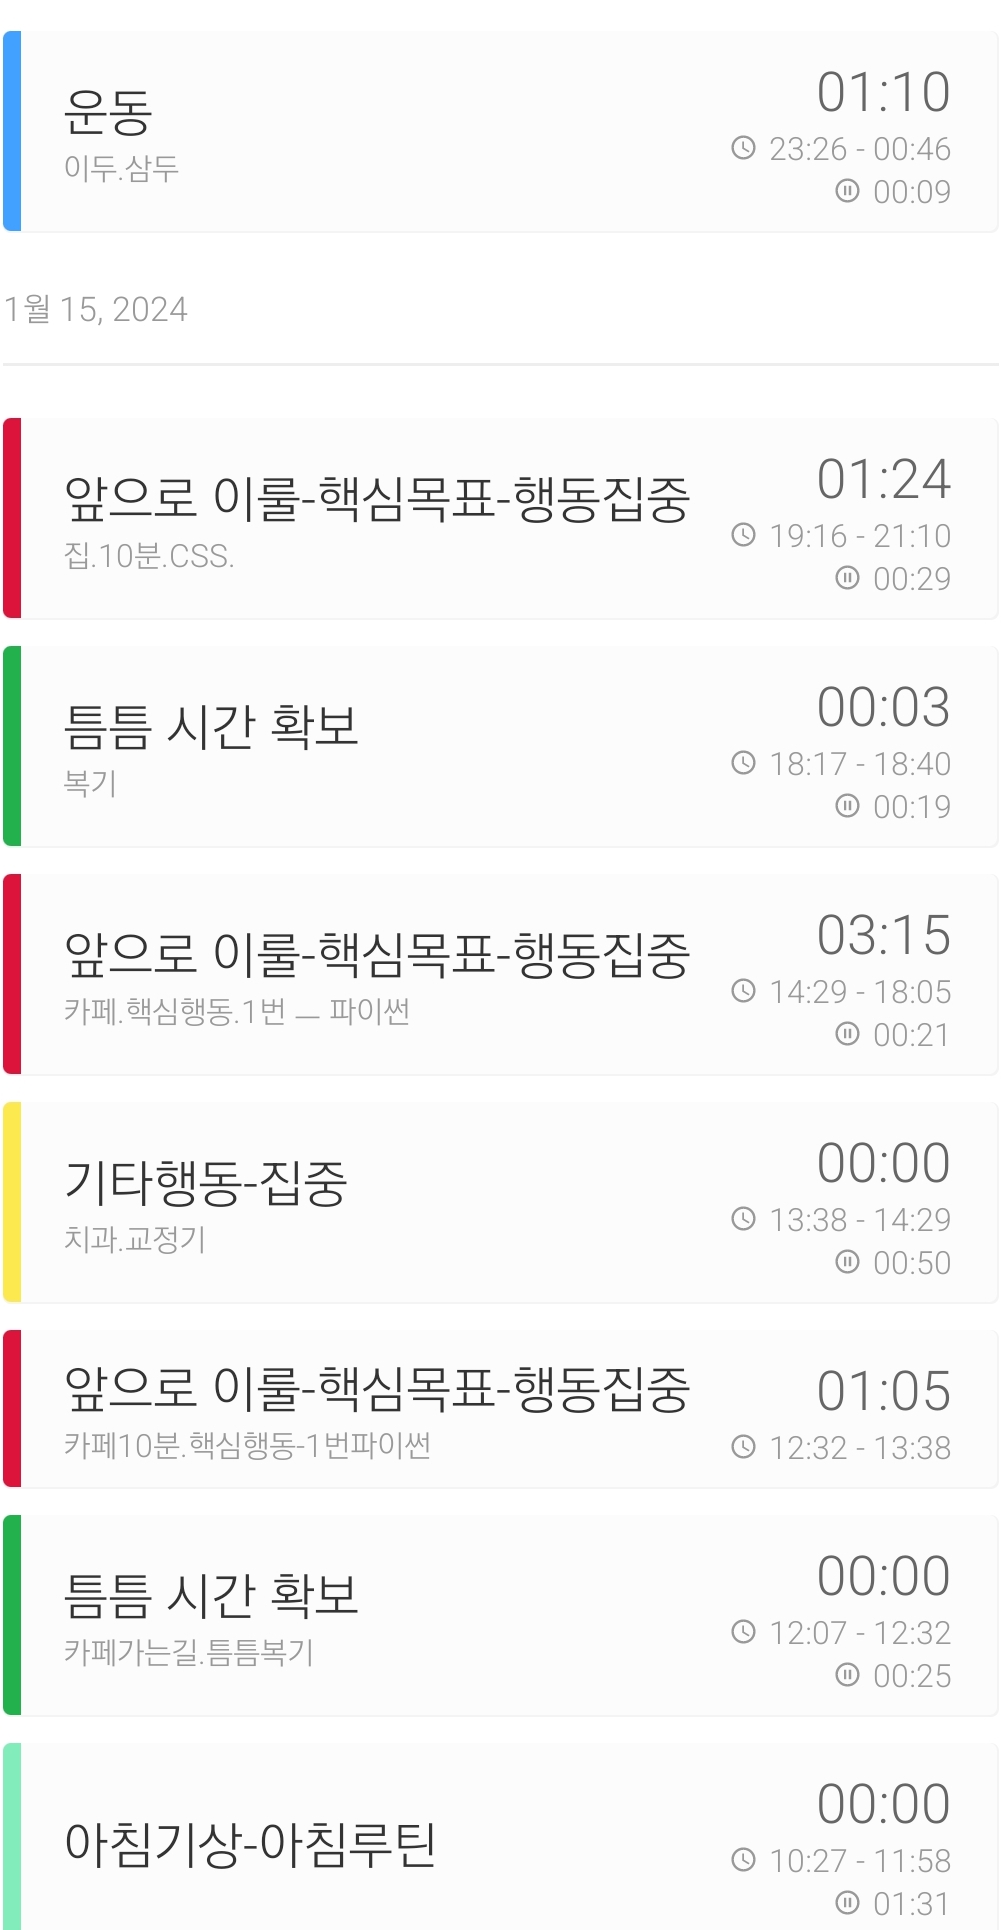 운동
이두.삼두
01:10
23:26 - 00:46
00:09
1월 15, 2024
앞으로 이룰-핵심목표-행동집중
집.10분.CSS.
01:24
19:16 - 21:10
00:29
틈틈 시간 확보
복기
00:03
18:17 - 18:40
00:19
앞으로 이룰-핵심목표-행동집중
카페.핵심행동.1번 ㅡ 파이썬
03:15
14:29 - 18:05
00:21
기타행동-집중
치과.교정기
00:00
13:38 - 14:29
00:50
앞으로 이룰-핵심목표-행동집중
카페10분.핵심행동-1번파이썬
01:05
12:32 - 13:38
틈틈 시간 확보
카페가는길.틈틈복기
00:00
12:07 - 12:32
00:25
아침기상-아침루틴
00:00
10:27 - 11:58
01:31